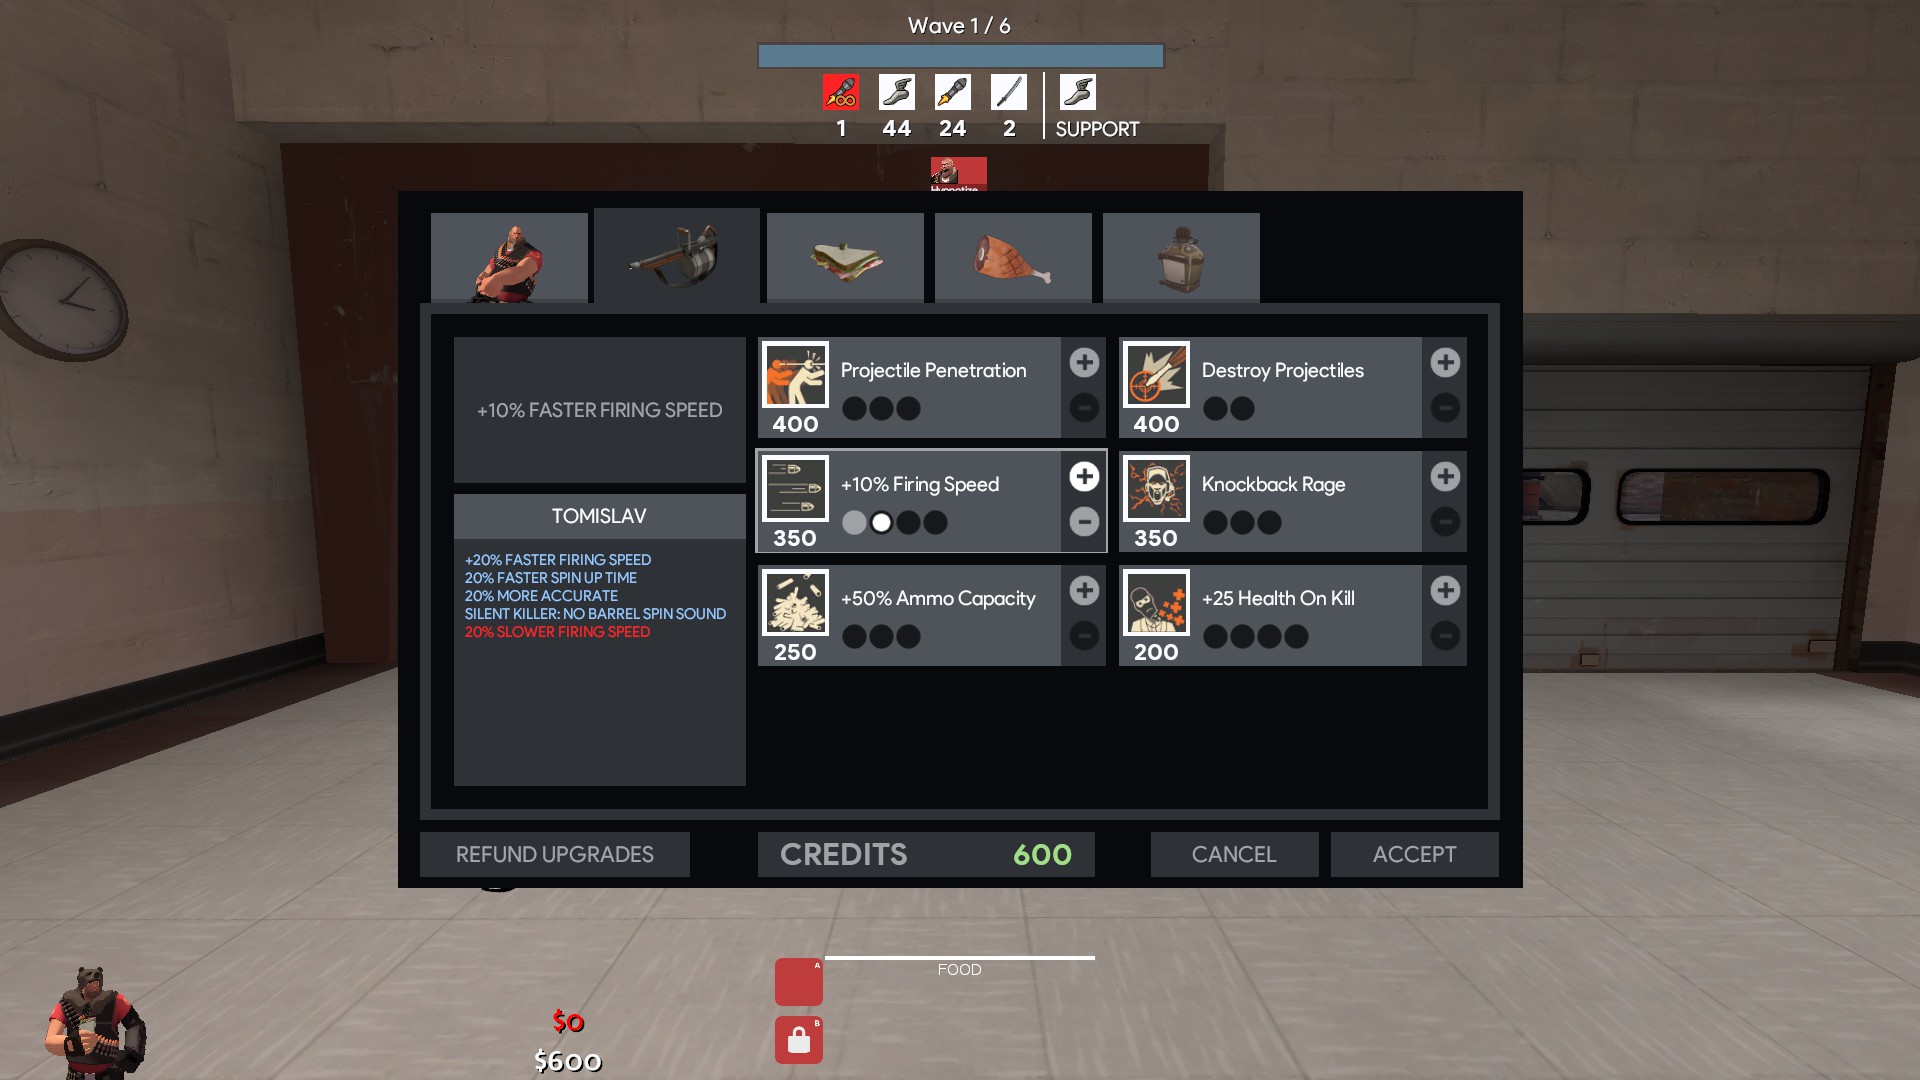 Wave 1 / 6
1 44 24 2 SUPPORT
Hypnotize
+10% FASTER FIRING SPEED
TOMISLAV
+20% FASTER FIRING SPEED
20% FASTER SPIN UP TIME
20% MORE ACCURATE
SILENT KILLER: NO BARREL SPIN SOUND
20% SLOWER FIRING SPEED
Projectile Penetration
400
Destroy Projectiles
400
+10% Firing Speed
350
Knockback Rage
350
+50% Ammo Capacity
250
+25 Health On Kill
200
REFUND UPGRADES
CREDITS 600
CANCEL
ACCEPT
A
FOOD
B
$0
$600